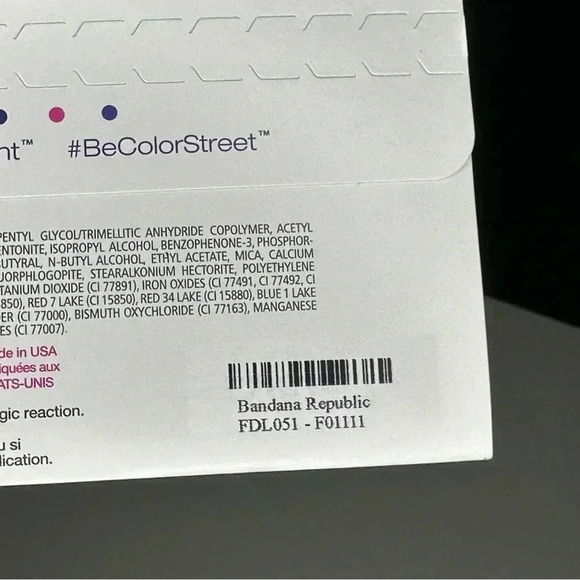 nt™ #BeColorStreet™
PENTYL GLYCOL/TRIMELLITIC ANHYDRIDE COPOLYMER, ACETYL
ENTONITE, ISOPROPYL ALCOHOL, BENZOPHENONE-3, PHOSPHOR-
UTYRAL, N-BUTYL ALCOHOL, ETHYL ACETATE, MICA, CALCIUM
UORPHLOGOPITE, STEARALKONIUM HECTORITE, POLYETHYLENE
TANIUM DIOXIDE (CI 77891), IRON OXIDES (CI 77491, CI 77492, CI
850), RED 7 LAKE (CI 15850), RED 34 LAKE (CI 15880), BLUE 1 LAKE
ER (CI 77000), BISMUTH OXYCHLORIDE (CI 77163), MANGANESE
ES (CI 77007).
de in USA
iquées aux
ATS-UNIS
gic reaction.
u si
lication.
Bandana Republic
FDL051 - F01111